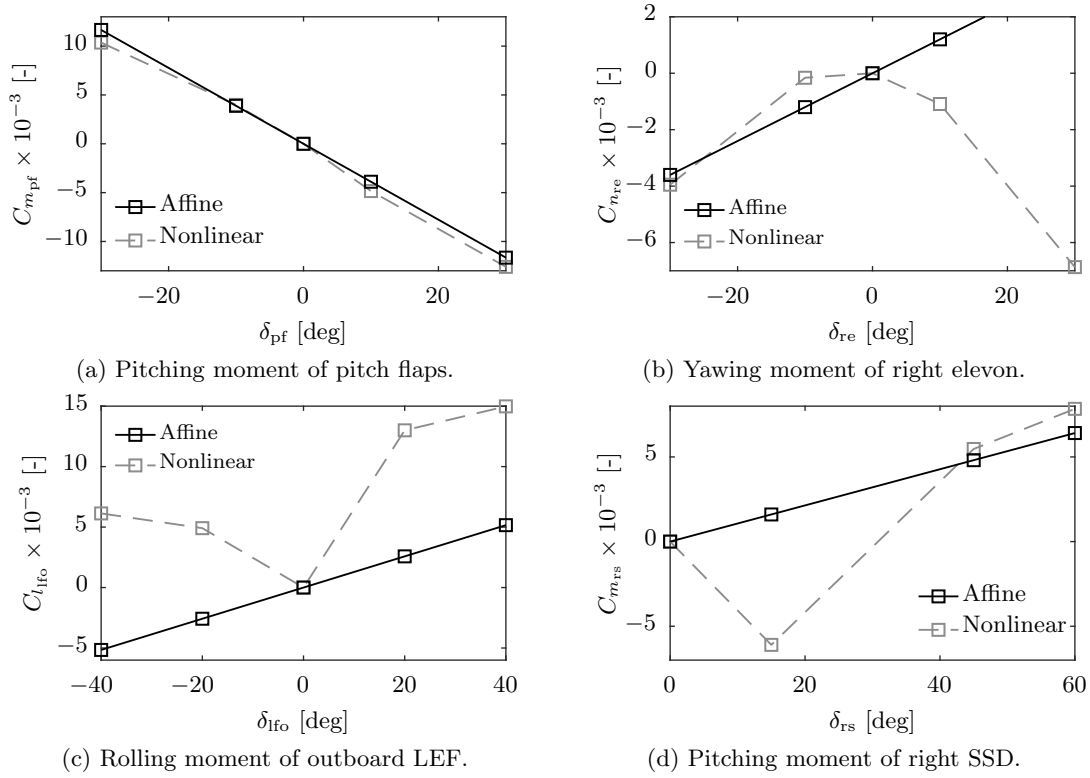 10
5
0
−5
−10
C_{m_{pf}} × 10^{−3} [-]
Affine
Nonlinear
−20
0
20
δ_{pf} [deg]
(a) Pitching moment of pitch flaps.
2
0
−2
−4
−6
C_{n_{re}} × 10^{−3} [-]
Affine
Nonlinear
−20
0
20
δ_{re} [deg]
(b) Yawing moment of right elevon.
15
10
5
0
−5
C_{l_{lfo}} × 10^{−3} [-]
Affine
Nonlinear
−40
−20
0
20
40
δ_{lfo} [deg]
(c) Rolling moment of outboard LEF.
5
0
−5
C_{m_{rs}} × 10^{−3} [-]
Affine
Nonlinear
0
20
40
60
δ_{rs} [deg]
(d) Pitching moment of right SSD.